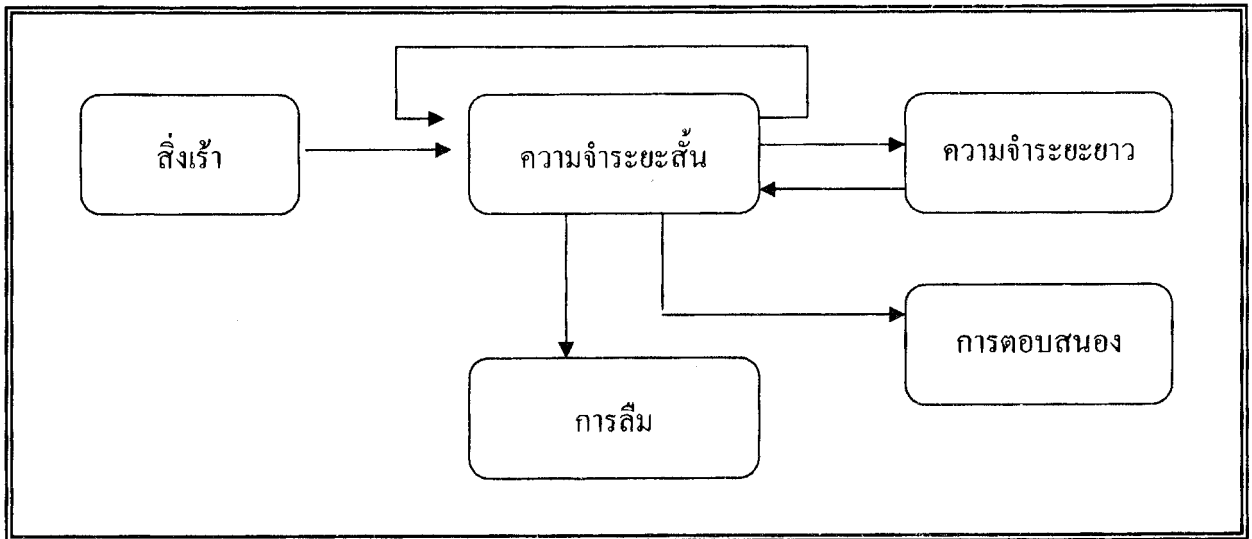 สิ่งเร้า
ความจำระยะสั้น
ความจำระยะยาว
การตอบสนอง
การลืม